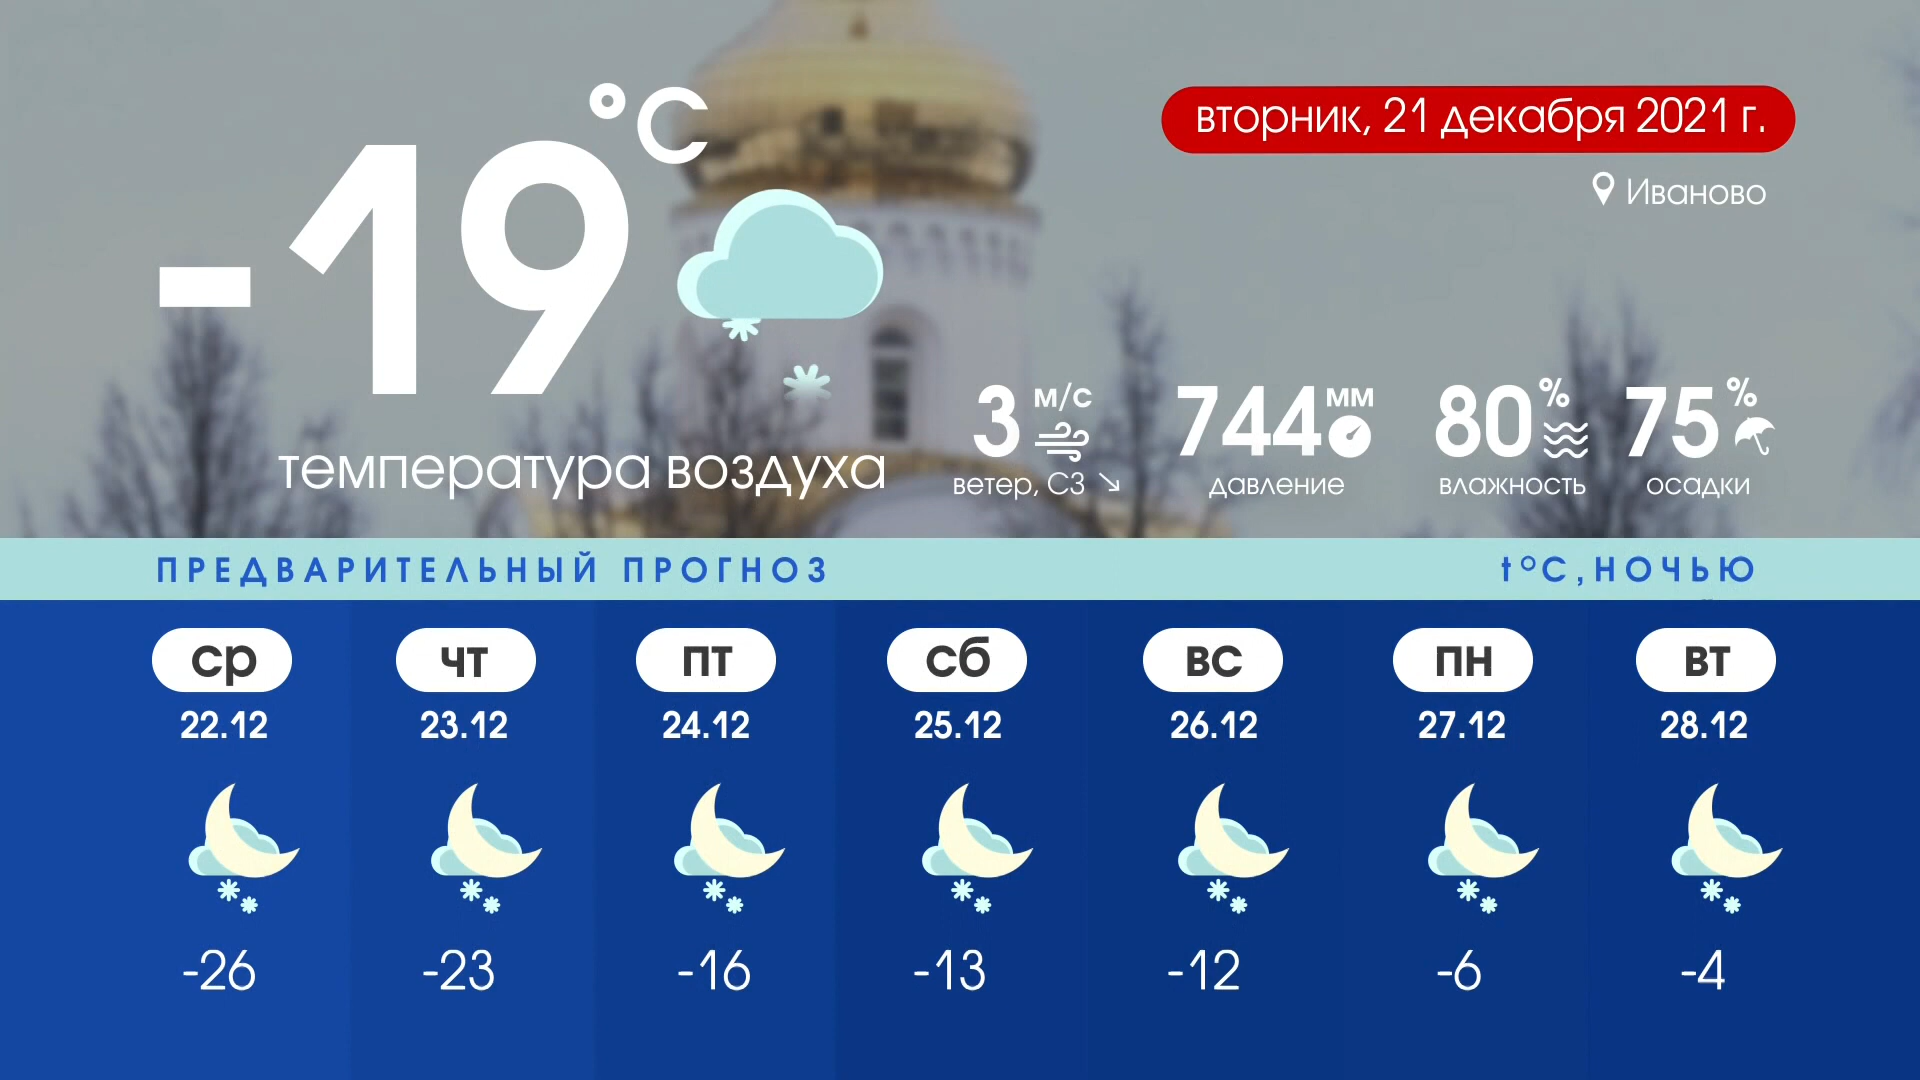 вторник, 21 декабря 2021 г.
Иваново
-19 °C
температура воздуха
3 м/с
ветер, СЗ ↘
744 мм
давление
80 %
влажность
75 %
осадки
ПРЕДВАРИТЕЛЬНЫЙ ПРОГНОЗ
t°C, НОЧЬЮ
ср чт пт сб вс пн вт
22.12 23.12 24.12 25.12 26.12 27.12 28.12
-26 -23 -16 -13 -12 -6 -4